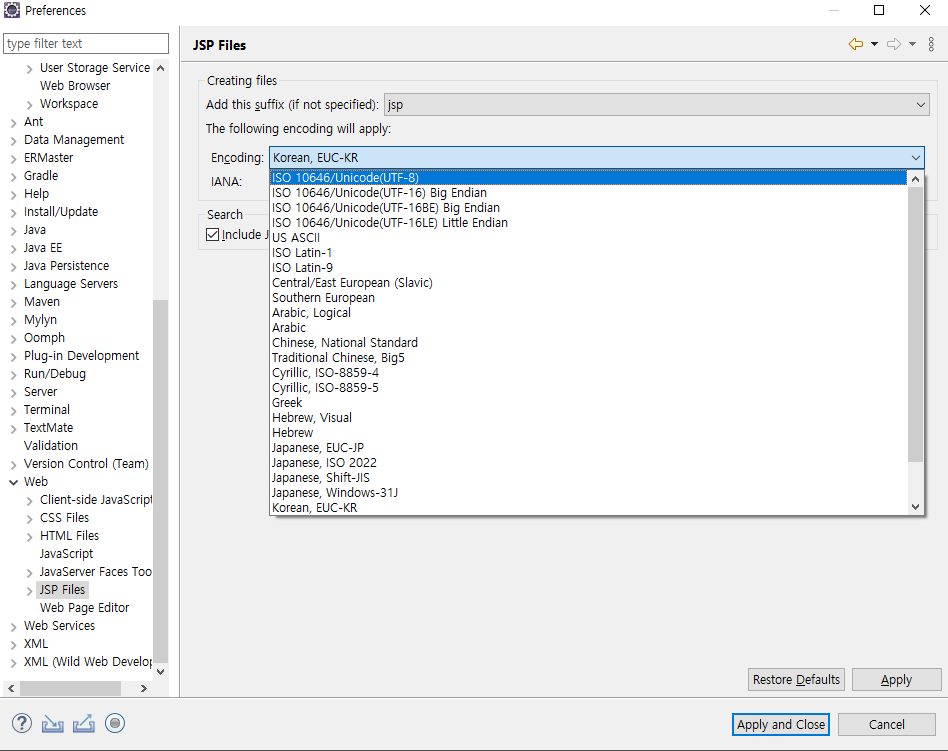 Preferences
type filter text
User Storage Service
Web Browser
Workspace
Ant
Data Management
ERMaster
Gradle
Help
Install/Update
Java
Java EE
Java Persistence
Language Servers
Maven
Mylyn
Oomph
Plug-in Development
Run/Debug
Server
Terminal
TextMate
Validation
Version Control (Team)
Web
Client-side JavaScript
CSS Files
HTML Files
JavaScript
JavaServer Faces Too
JSP Files
Web Page Editor
Web Services
XML
XML (Wild Web Develop
JSP Files
Creating files
Add this suffix (if not specified): jsp
The following encoding will apply:
Encoding: Korean, EUC-KR
IANA:
Search
Include J
ISO 10646/Unicode(UTF-8)
ISO 10646/Unicode(UTF-16) Big Endian
ISO 10646/Unicode(UTF-16BE) Big Endian
ISO 10646/Unicode(UTF-16LE) Little Endian
US ASCII
ISO Latin-1
ISO Latin-9
Central/East European (Slavic)
Southern European
Arabic, Logical
Arabic
Chinese, National Standard
Traditional Chinese, Big5
Cyrillic, ISO-8859-4
Cyrillic, ISO-8859-5
Greek
Hebrew, Visual
Hebrew
Japanese, EUC-JP
Japanese, ISO 2022
Japanese, Shift-JIS
Japanese, Windows-31J
Korean, EUC-KR
Restore Defaults
Apply
Apply and Close
Cancel